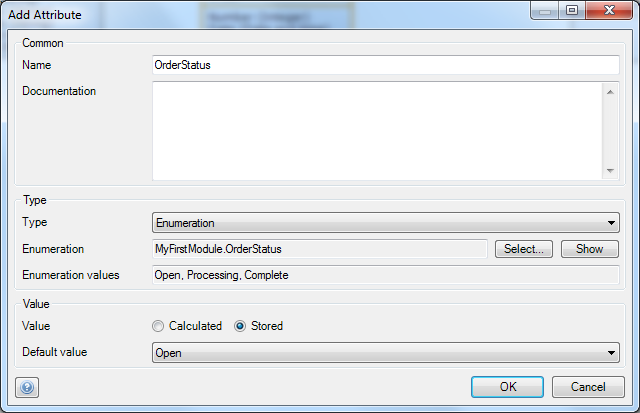 Add Attribute
Common
Name OrderStatus
Documentation
Type
Type Enumeration
Enumeration MyFirstModule.OrderStatus Select... Show
Enumeration values Open, Processing, Complete
Value
Value Calculated Stored
Default value Open
OK Cancel